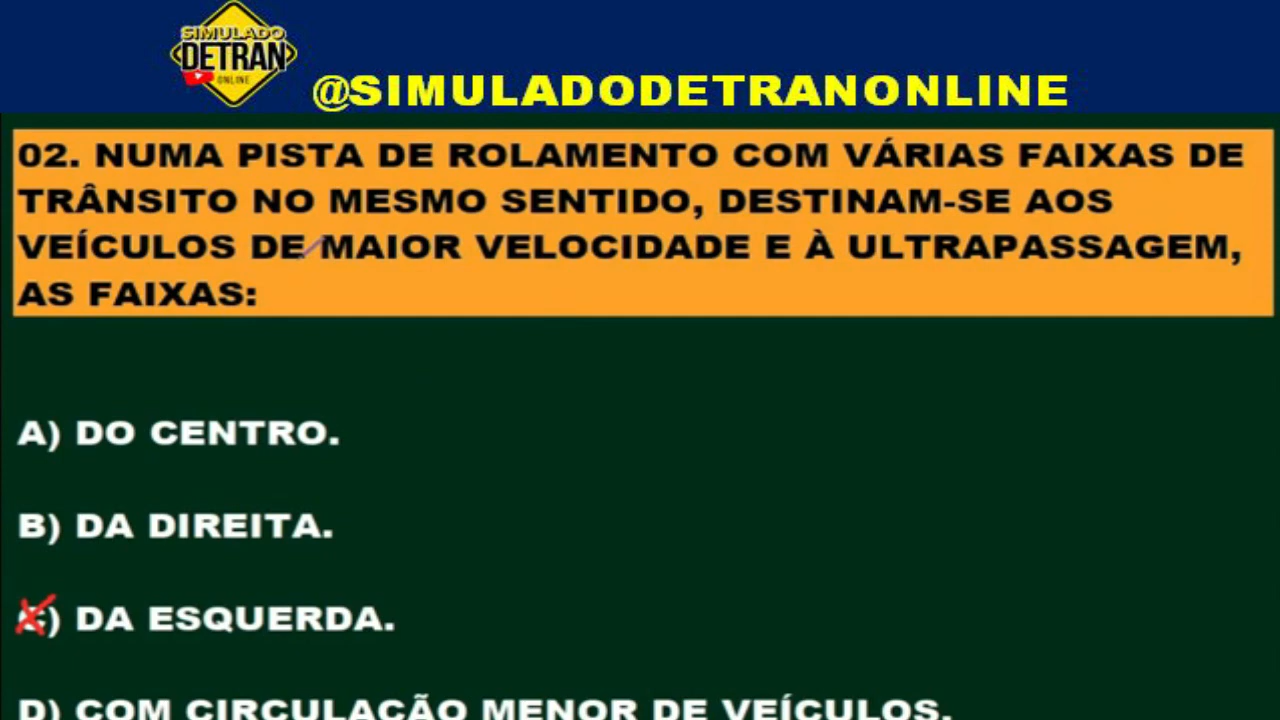 SIMULADO
DETRAN
ONLINE
@SIMULADODETRANONLINE
02. NUMA PISTA DE ROLAMENTO COM VÁRIAS FAIXAS DE
TRÂNSITO NO MESMO SENTIDO, DESTINAM-SE AOS
VEÍCULOS DE MAIOR VELOCIDADE E À ULTRAPASSAGEM,
AS FAIXAS:
A) DO CENTRO.
B) DA DIREITA.
C) DA ESQUERDA.
D) COM CIRCULAÇÃO MENOR DE VEÍCULOS.